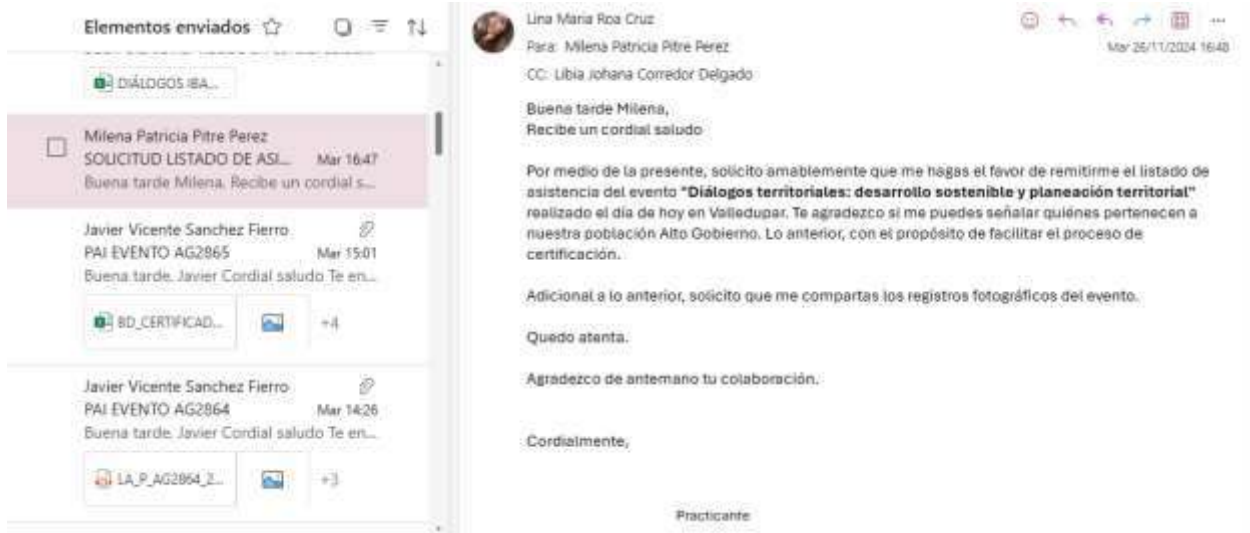 Elementos enviados
DIÁLOGOS IBA...
Milena Patricia Pitre Perez
SOLICITUD LISTADO DE ASI... Mar 16:47
Buena tarde Milena. Recibe un cordial s...
Javier Vicente Sanchez Fierro
PAI EVENTO AG2865 Mar 15:01
Buena tarde. Javier Cordial saludo Te en...
BD_CERTIFICAD... +4
Javier Vicente Sanchez Fierro
PAI EVENTO AG2864 Mar 14:26
Buena tarde. Javier Cordial saludo Te en...
LA_P_AG2864_2... +3
Lina Maria Roa Cruz
Para: Milena Patricia Pitre Perez
Mar 26/11/2024 16:48
CC: Libia Johana Corredor Delgado
Buena tarde Milena,
Recibe un cordial saludo
Por medio de la presente, solicito amablemente que me hagas el favor de remitirme el listado de
asistencia del evento "Diálogos territoriales: desarrollo sostenible y planeación territorial"
realizado el día de hoy en Valledupar. Te agradezco si me puedes señalar quiénes pertenecen a
nuestra población Alto Gobierno. Lo anterior, con el propósito de facilitar el proceso de
certificación.
Adicional a lo anterior, solicito que me compartas los registros fotográficos del evento.
Quedo atenta.
Agradezco de antemano tu colaboración.
Cordialmente,
Practicante